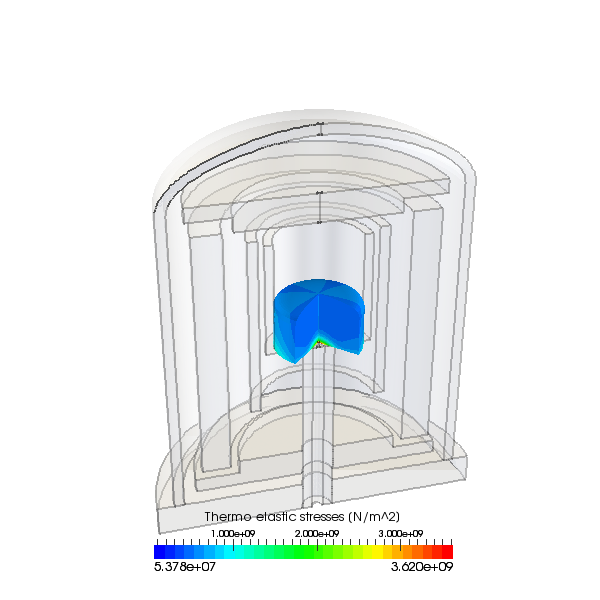 Thermo elastic stresses (N/m^2)
1.000e+09 2.000e+09 3.000e+09
5.378e+07 3.620e+09